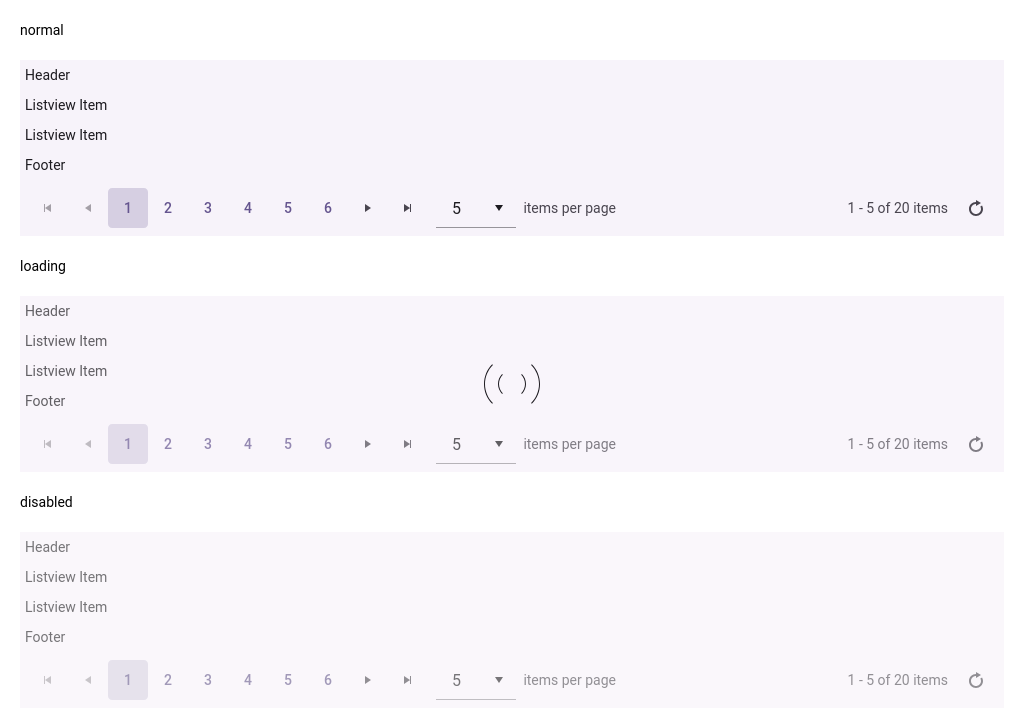 normal
Header
Listview Item
Listview Item
Footer
1 2 3 4 5 6 5 items per page 1 - 5 of 20 items
loading
Header
Listview Item
Listview Item
Footer
1 2 3 4 5 6 5 items per page 1 - 5 of 20 items
disabled
Header
Listview Item
Listview Item
Footer
1 2 3 4 5 6 5 items per page 1 - 5 of 20 items